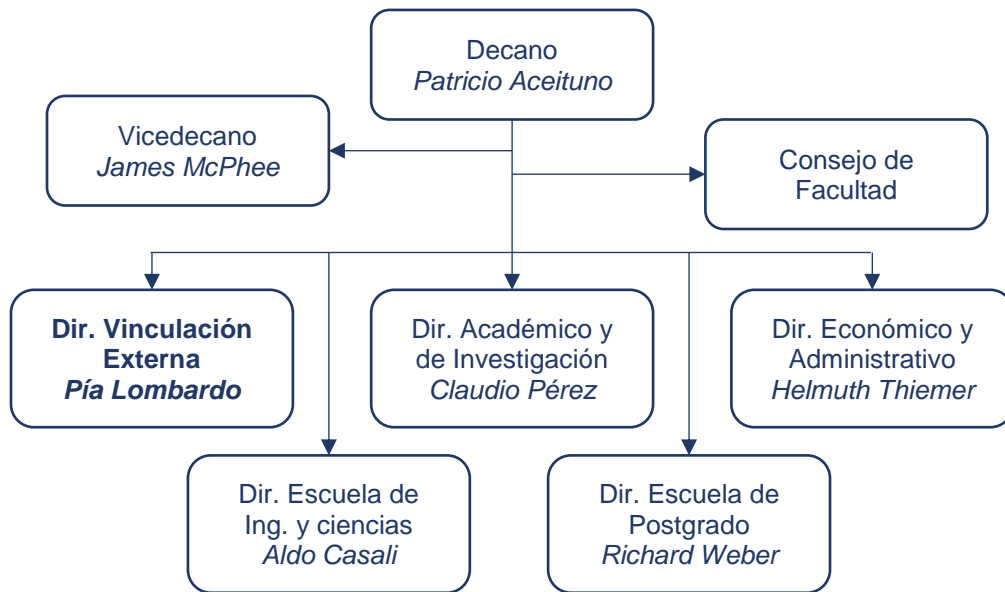 Decano
Patricio Aceituno
Vicedecano
James McPhee
Consejo de
Facultad
Dir. Vinculación
Externa
Pía Lombardo
Dir. Académico y
de Investigación
Claudio Pérez
Dir. Económico y
Administrativo
Helmuth Thiemer
Dir. Escuela de
Ing. y ciencias
Aldo Casali
Dir. Escuela de
Postgrado
Richard Weber